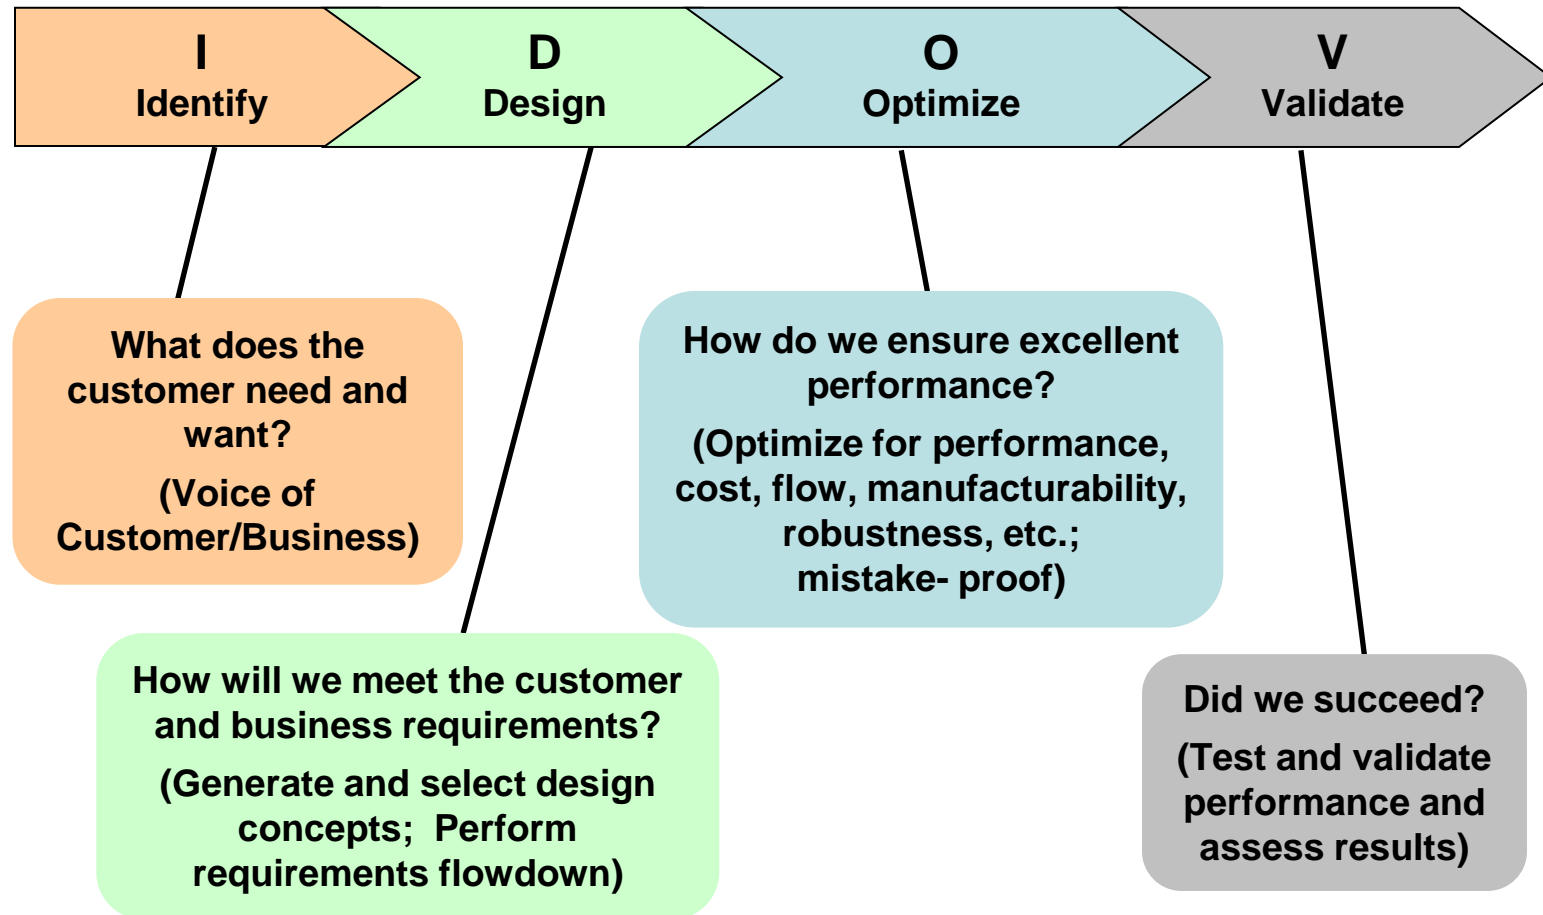 I
Identify
D
Design
O
Optimize
V
Validate
What does the
customer need and
want?
(Voice of
Customer/Business)
How will we meet the customer
and business requirements?
(Generate and select design
concepts;  Perform
requirements flowdown)
How do we ensure excellent
performance?
(Optimize for performance,
cost, flow, manufacturability,
robustness, etc.;
mistake- proof)
Did we succeed?
(Test and validate
performance and
assess results)